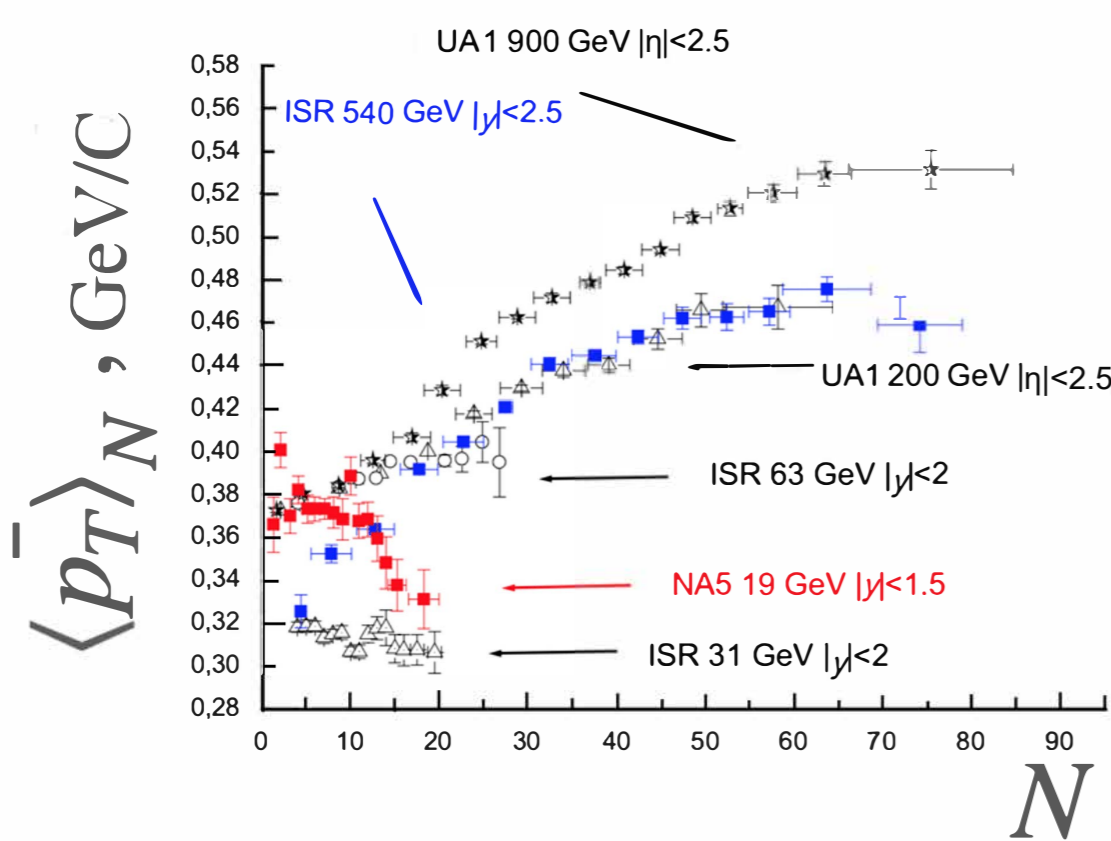 UA1 900 GeV |η|<2.5
ISR 540 GeV |y|<2.5
0,58
0,56
0,54
0,52
0,50
0,48
0,46
0,44
0,42
0,40
0,38
0,36
0,34
0,32
0,30
0,28
⟨p̄_T⟩_N , GeV/C
UA1 200 GeV |η|<2.5
ISR 63 GeV |y|<2
NA5 19 GeV |y|<1.5
ISR 31 GeV |y|<2
0 10 20 30 40 50 60 70 80 90
N